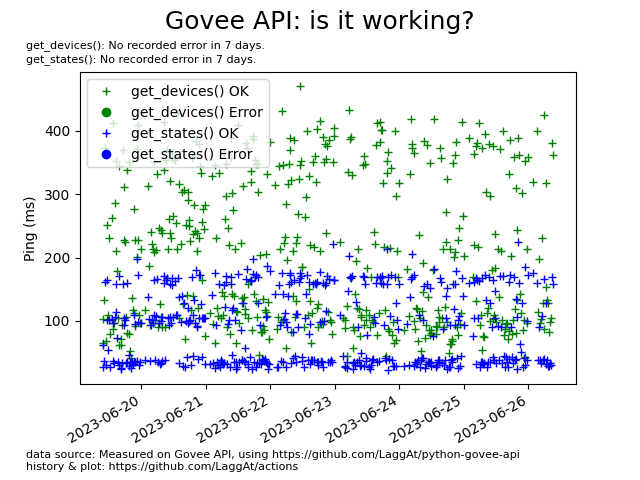 Govee API: is it working?
get_devices(): No recorded error in 7 days.
get_states(): No recorded error in 7 days.
get_devices() OK
get_devices() Error
get_states() OK
get_states() Error
400
300
200
100
Ping (ms)
2023-06-20
2023-06-21
2023-06-22
2023-06-23
2023-06-24
2023-06-25
2023-06-26
data source: Measured on Govee API, using https://github.com/LaggAt/python-govee-api
history & plot: https://github.com/LaggAt/actions